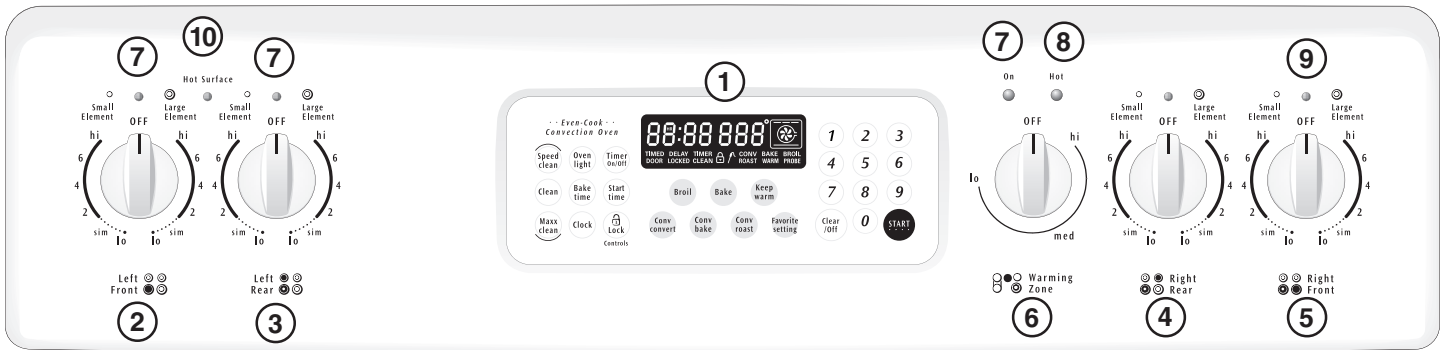 10
7
7
Hot Surface
Small Element
Large Element
OFF
hi
hi
6
6
4
4
2
2
sim
sim
lo
lo
Left Front
2
Small Element
Large Element
OFF
hi
hi
6
6
4
4
2
2
sim
sim
lo
lo
Left Rear
3
1
Even-Cook
Convection Oven
88:88 888°
TIMED DELAY TIMER CONV BAKE BROIL
DOOR LOCKED CLEAN ROAST WARM PROBE
Speed clean
Oven light
Timer On/Off
Clean
Bake time
Start time
Maxx clean
Clock
Lock
Controls
Broil
Bake
Keep warm
Conv convert
Conv bake
Conv roast
Favorite setting
1 2 3
4 5 6
7 8 9
Clear /Off
0
START
7
8
On
Hot
OFF
hi
lo
med
Warming Zone
6
Small Element
Large Element
OFF
hi
hi
6
6
4
4
2
2
sim
sim
lo
lo
Right Rear
4
9
Small Element
Large Element
OFF
hi
hi
6
6
4
4
2
2
sim
sim
lo
lo
Right Front
5